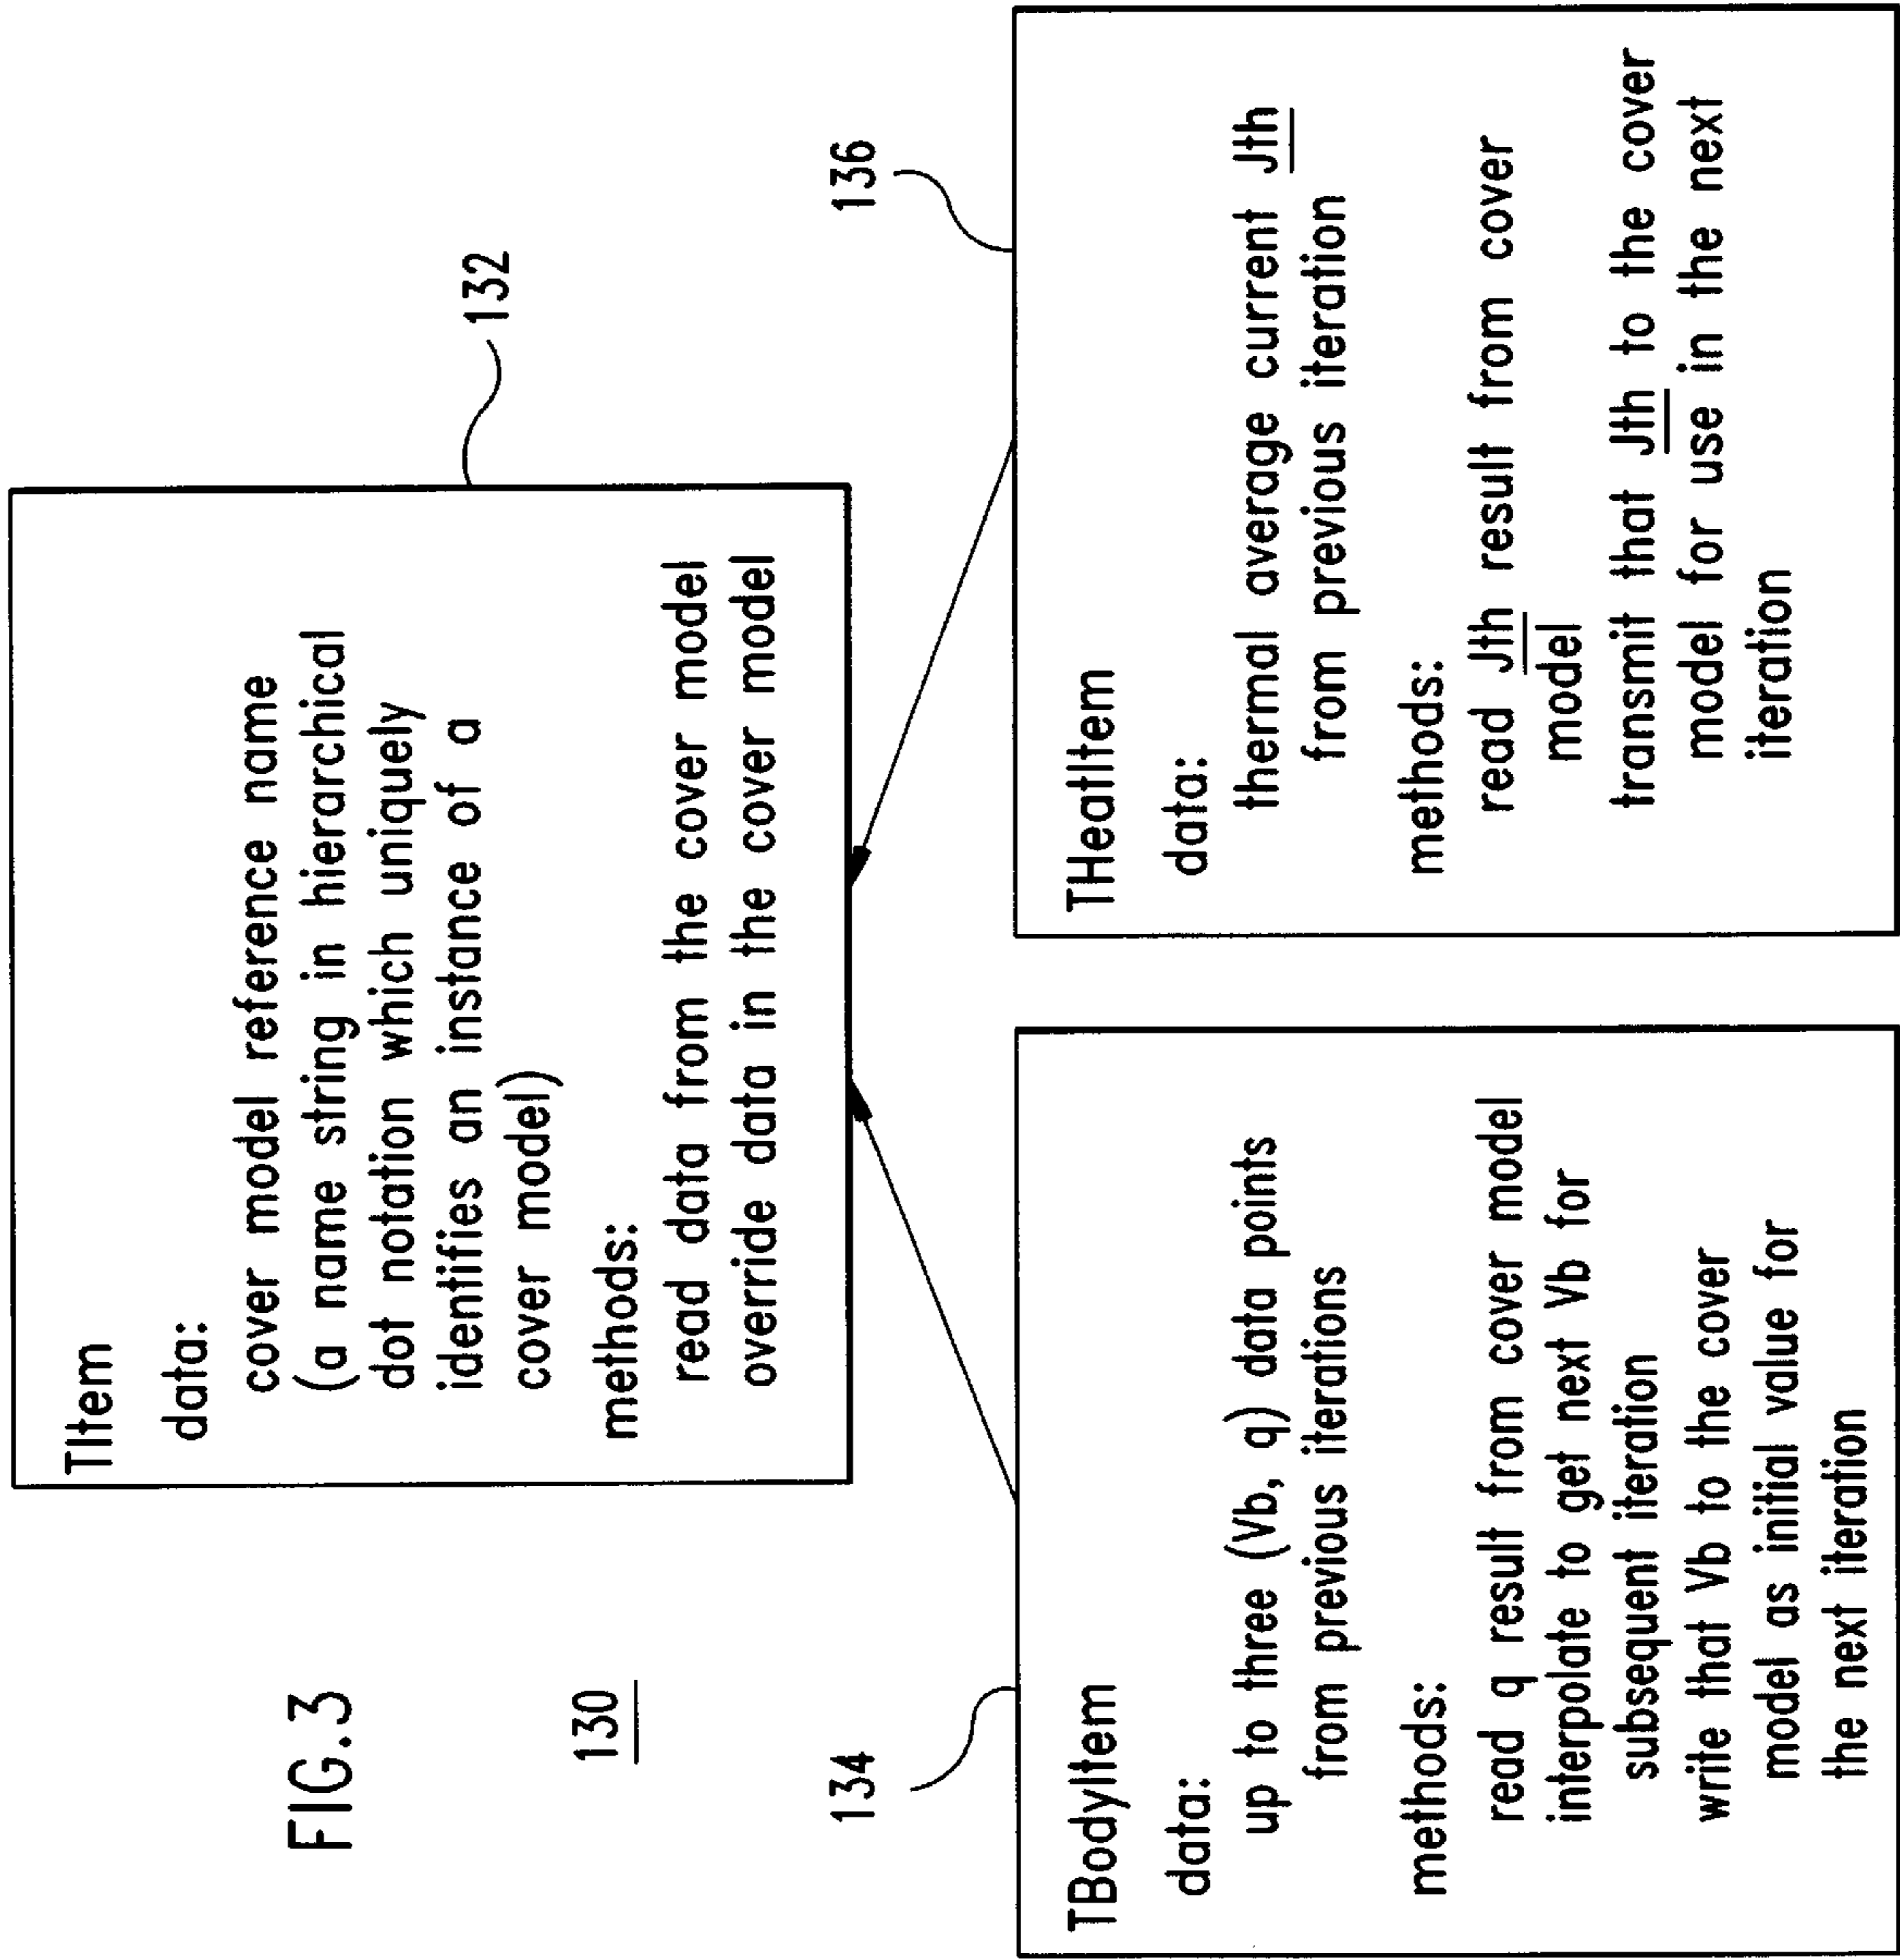 FIG.3
130
132
TItem
data:
cover model reference name
(a name string in hierarchical
dot notation which uniquely
identifies an instance of a
cover model)
methods:
read data from the cover model
override data in the cover model
134
TBodyItem
data:
up to three (Vb, q) data points
from previous iterations
methods:
read q result from cover model
interpolate to get next Vb for
subsequent iteration
write that Vb to the cover
model as initial value for
the next iteration
136
THeatItem
data:
thermal average current Jth
from previous iteration
methods:
read Jth result from cover
model
transmit that Jth to the cover
model for use in the next
iteration